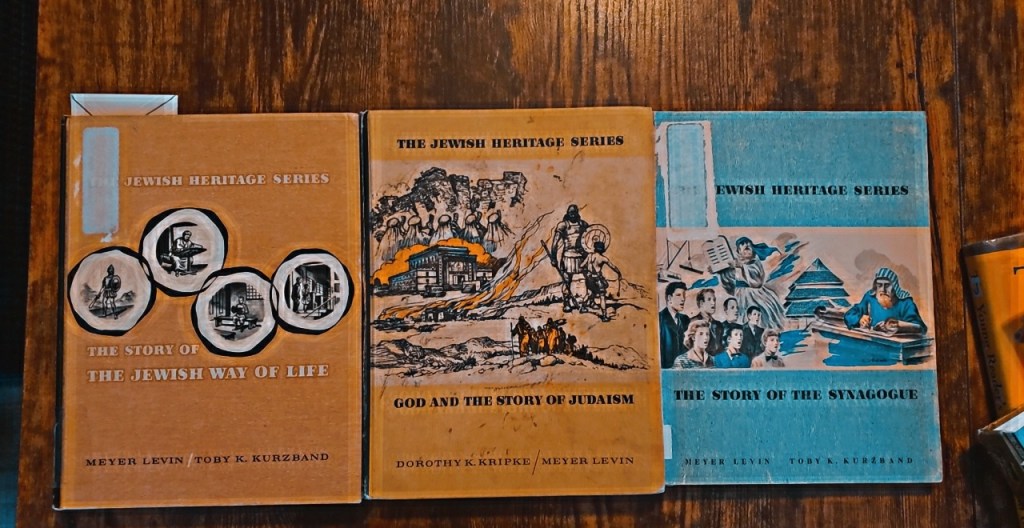 THE JEWISH HERITAGE SERIES
THE STORY OF
THE JEWISH WAY OF LIFE
MEYER LEVIN / TOBY K. KURZBAND
THE JEWISH HERITAGE SERIES
GOD AND THE STORY OF JUDAISM
DOROTHY K. KRIPKE / MEYER LEVIN
EWISH HERITAGE SERIES
THE STORY OF THE SYNAGOGUE
MEYER LEVIN TOBY K. KURZBAND